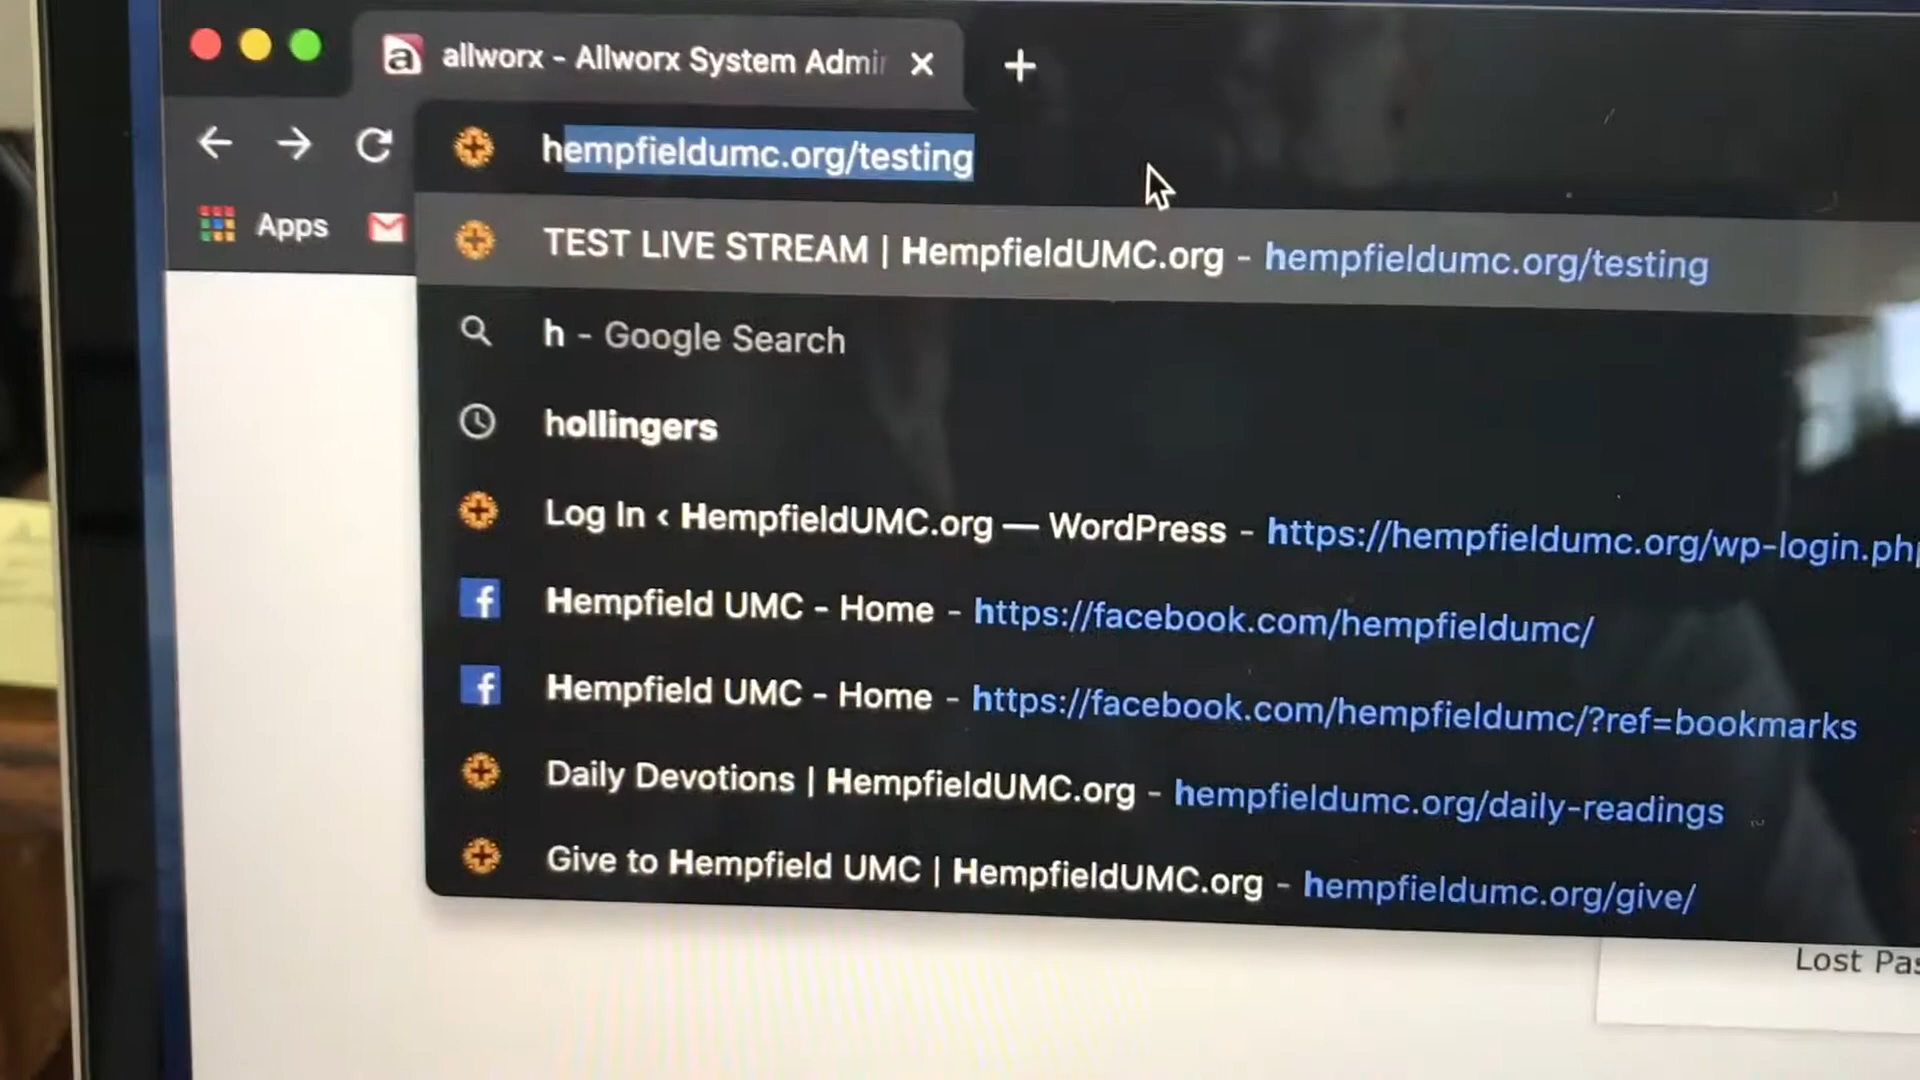 allworx - Allworx System Admi
hempfieldumc.org/testing
Apps
TEST LIVE STREAM | HempfieldUMC.org - hempfieldumc.org/testing
h - Google Search
hollingers
Log In < HempfieldUMC.org — WordPress - https://hempfieldumc.org/wp-login.php
Hempfield UMC - Home - https://facebook.com/hempfieldumc/
Hempfield UMC - Home - https://facebook.com/hempfieldumc/?ref=bookmarks
Daily Devotions | HempfieldUMC.org - hempfieldumc.org/daily-readings
Give to Hempfield UMC | HempfieldUMC.org - hempfieldumc.org/give/
Lost Pas